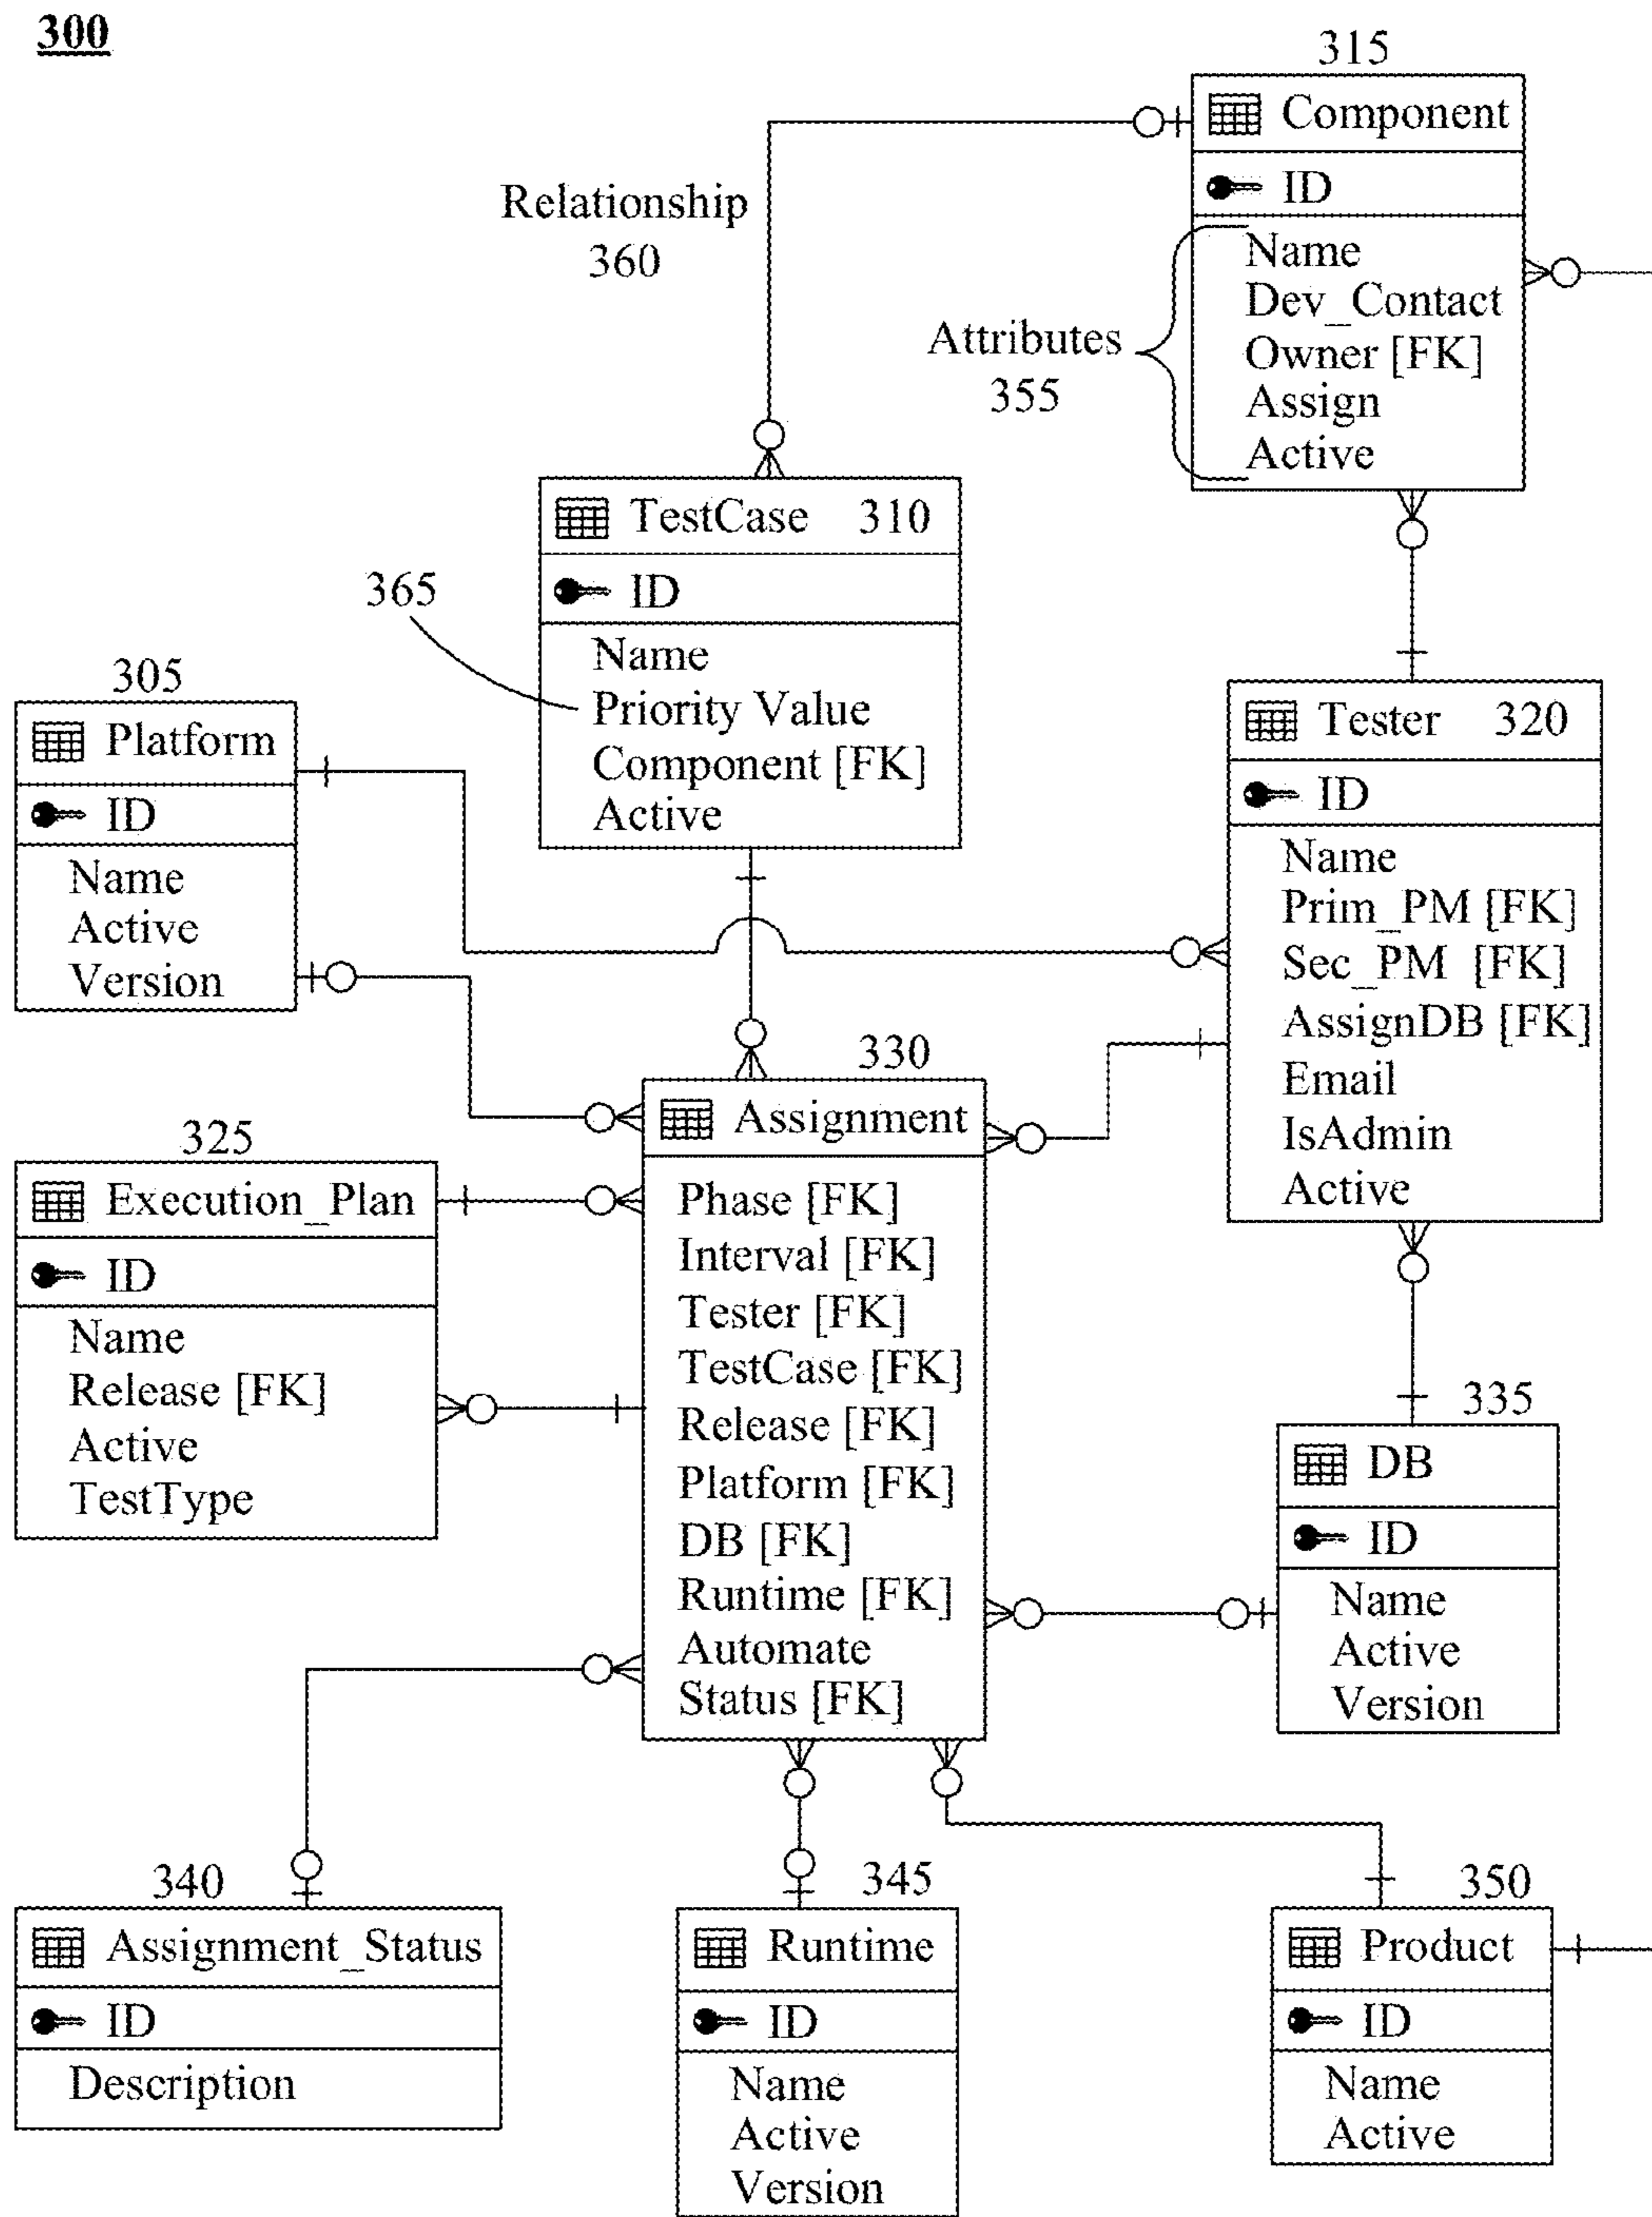 300
315
Component
ID
Name
Dev_Contact
Owner [FK]
Assign
Active
Relationship
360
Attributes
355
TestCase 310
ID
Name
Priority Value
Component [FK]
Active
365
305
Platform
ID
Name
Active
Version
Tester 320
ID
Name
Prim_PM [FK]
Sec_PM [FK]
AssignDB [FK]
Email
IsAdmin
Active
330
Assignment
Phase [FK]
Interval [FK]
Tester [FK]
TestCase [FK]
Release [FK]
Platform [FK]
DB [FK]
Runtime [FK]
Automate
Status [FK]
325
Execution_Plan
ID
Name
Release [FK]
Active
TestType
335
DB
ID
Name
Active
Version
340
Assignment_Status
ID
Description
345
Runtime
ID
Name
Active
Version
350
Product
ID
Name
Active